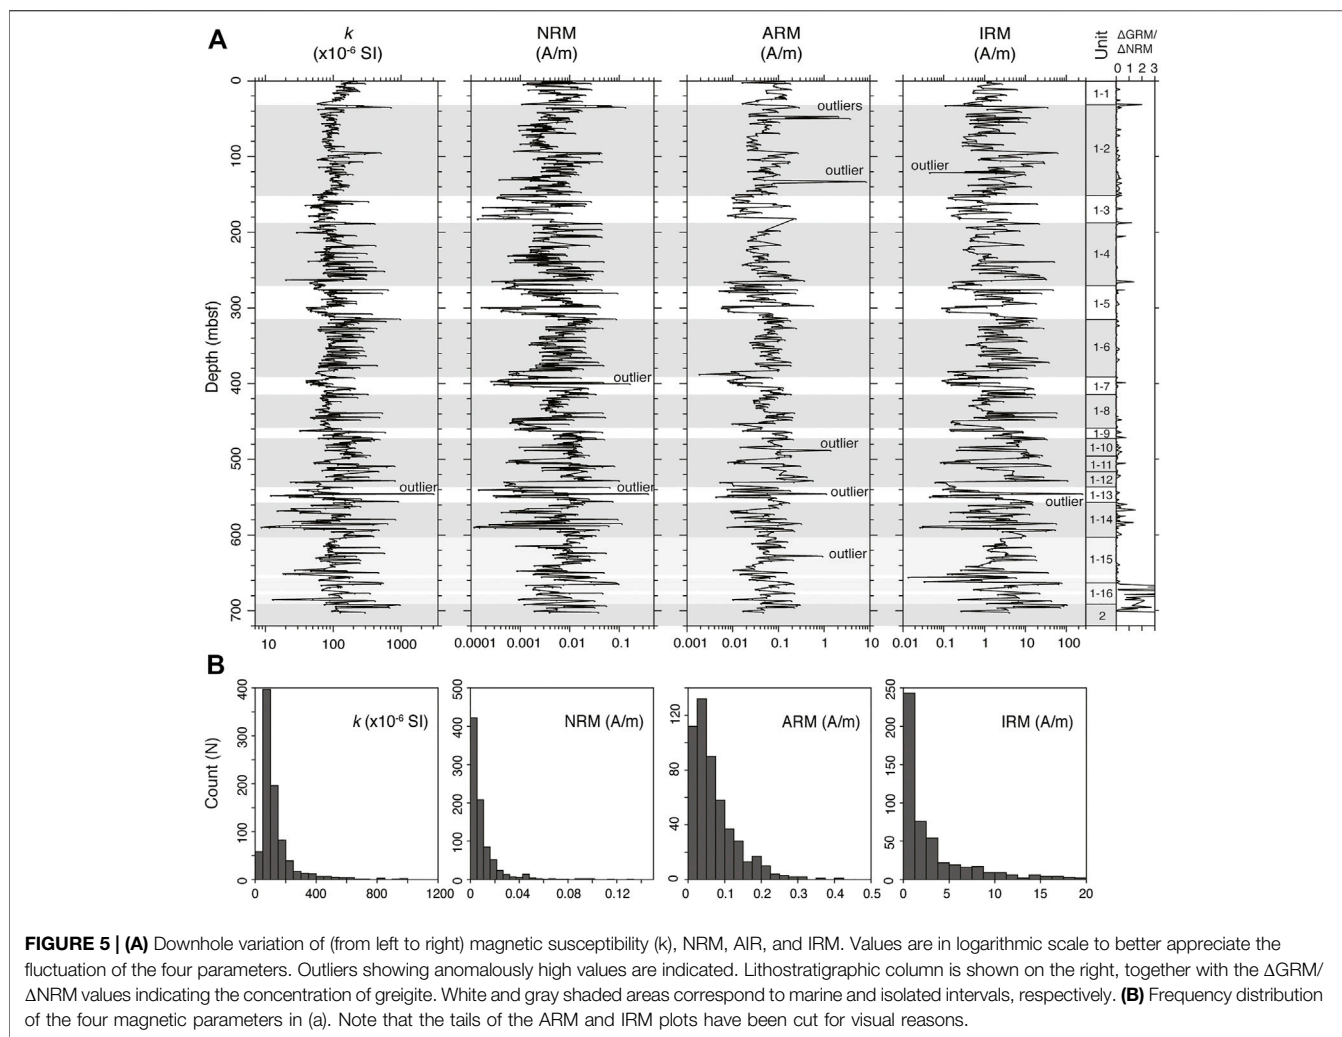 A
k
(x10⁻⁶ SI)
NRM
(A/m)
ARM
(A/m)
IRM
(A/m)
Unit
ΔGRM/
ΔNRM
0 1 2 3
Depth (mbsf)
0
100
200
300
400
500
600
700
outliers
outlier
outlier
outlier
outlier
outlier
outlier
outlier
outlier
outlier
1-1
1-2
1-3
1-4
1-5
1-6
1-7
1-8
1-9
1-10
1-11
1-12
1-13
1-14
1-15
1-16
2
10 100 1000
0.0001 0.001 0.01 0.1
0.001 0.01 0.1 1 10
0.01 0.1 1 10 100
B
Count (N)
k (x10⁻⁶ SI)
0 100 200 300 400
0 400 800 1200
NRM (A/m)
0 100 200 300 400 500
0 0.04 0.08 0.12
ARM (A/m)
0 40 80 120
0 0.1 0.2 0.3 0.4 0.5
IRM (A/m)
0 50 100 150 200 250
0 5 10 15 20
FIGURE 5 | (A) Downhole variation of (from left to right) magnetic susceptibility (k), NRM, AIR, and IRM. Values are in logarithmic scale to better appreciate the
fluctuation of the four parameters. Outliers showing anomalously high values are indicated. Lithostratigraphic column is shown on the right, together with the ΔGRM/
ΔNRM values indicating the concentration of greigite. White and gray shaded areas correspond to marine and isolated intervals, respectively. (B) Frequency distribution
of the four magnetic parameters in (a). Note that the tails of the ARM and IRM plots have been cut for visual reasons.